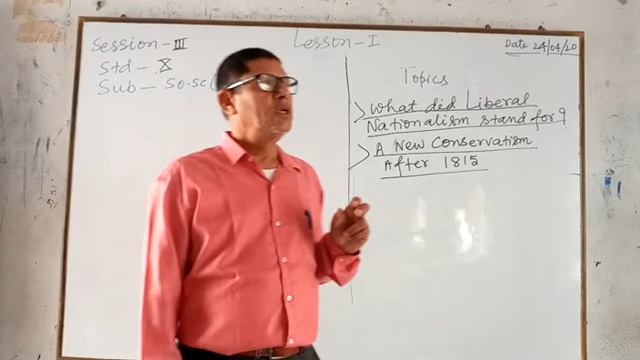 Session - III
Std - X
Sub - So.sc(
Lesson - I
Date 24/04/20
Topics
> What did Liberal
Nationalism stand for?
> A New Conservatism
After 1815